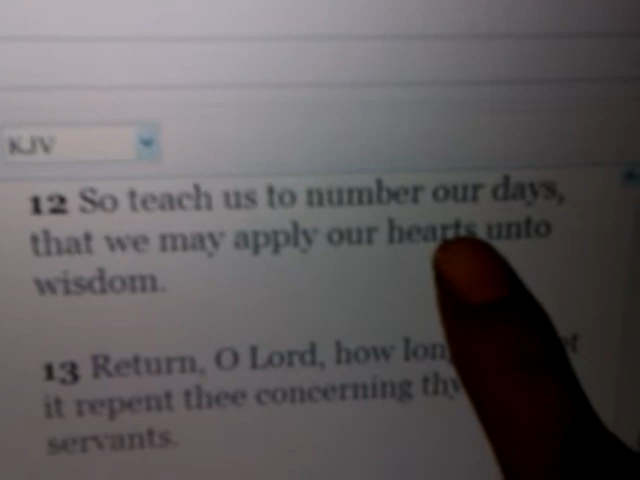 KJV
12 So teach us to number our days,
that we may apply our hearts unto
wisdom.
13 Return, O Lord, how
it repent thee concerning thy
servants.